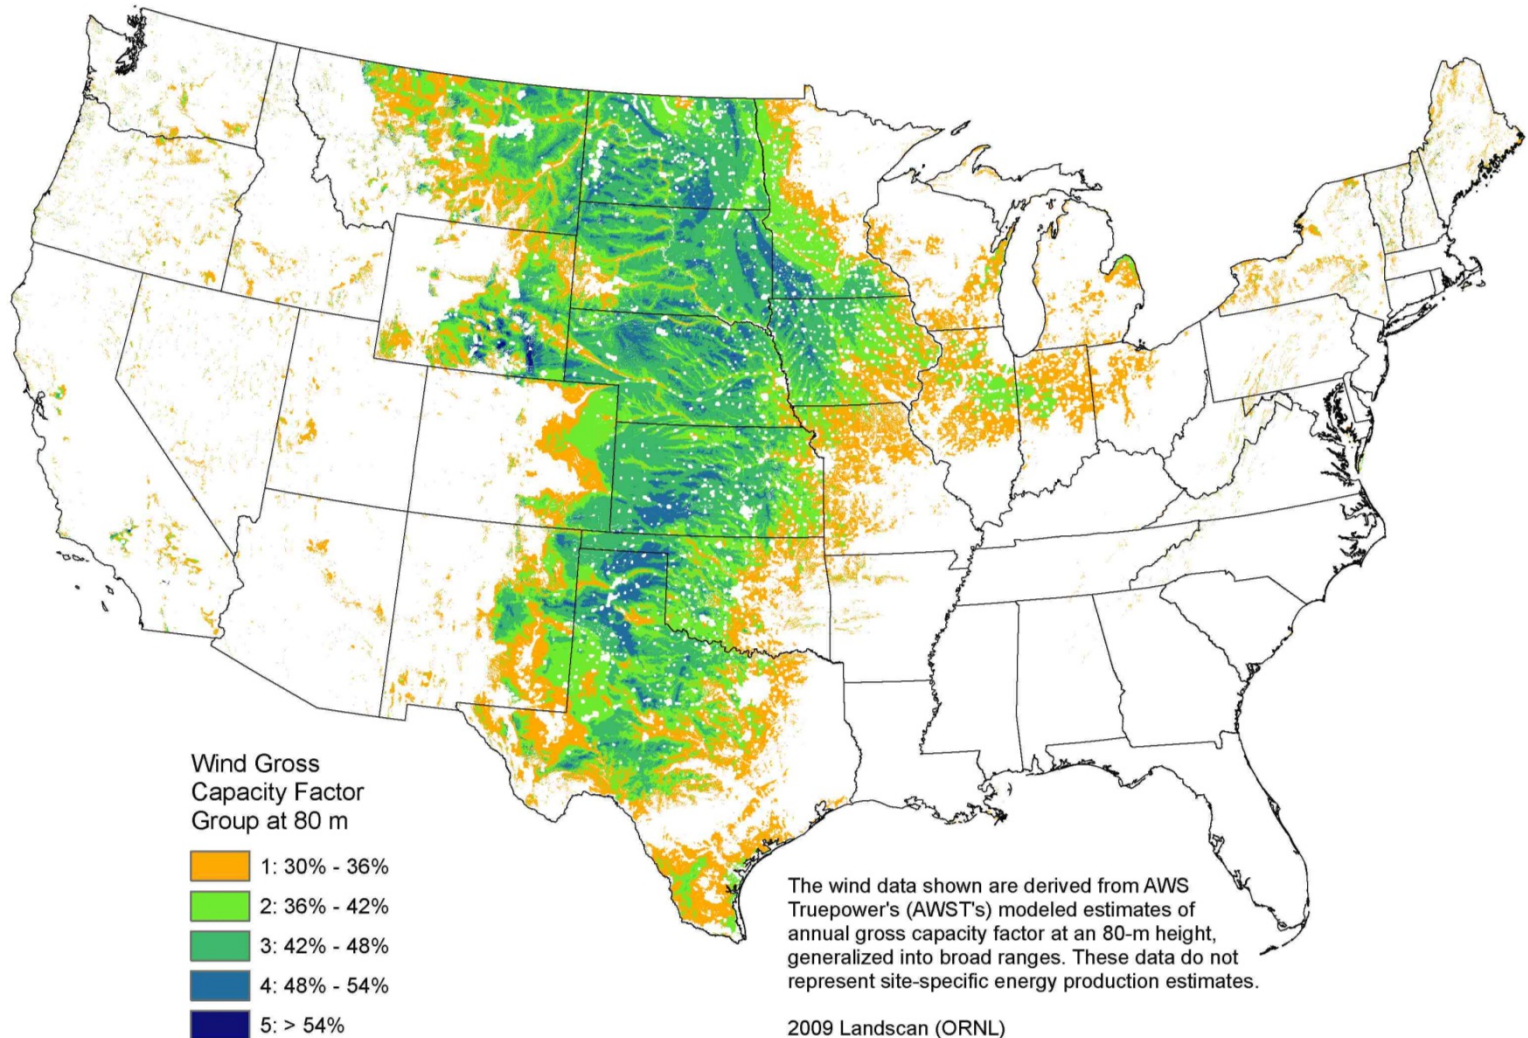 Wind Gross
Capacity Factor
Group at 80 m
1: 30% - 36%
2: 36% - 42%
3: 42% - 48%
4: 48% - 54%
5: > 54%
The wind data shown are derived from AWS
Truepower's (AWST's) modeled estimates of
annual gross capacity factor at an 80-m height,
generalized into broad ranges. These data do not
represent site-specific energy production estimates.
2009 Landscan (ORNL)